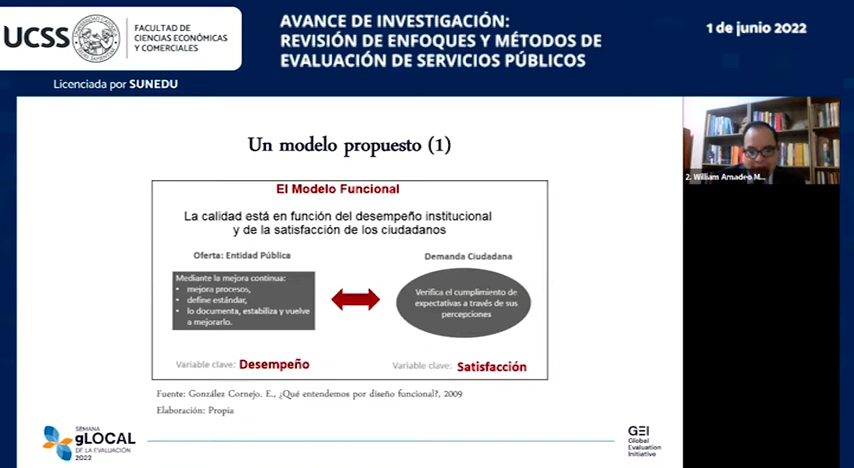 UCSS
FACULTAD DE
CIENCIAS ECONÓMICAS
Y COMERCIALES
Licenciada por SUNEDU
AVANCE DE INVESTIGACIÓN:
REVISIÓN DE ENFOQUES Y MÉTODOS DE
EVALUACIÓN DE SERVICIOS PÚBLICOS
1 de junio 2022
Un modelo propuesto (1)
El Modelo Funcional
La calidad está en función del desempeño institucional
y de la satisfacción de los ciudadanos
Oferta: Entidad Pública
Mediante la mejora continua:
• mejora procesos,
• define estándar,
• lo documenta, estabiliza y vuelve
a mejorarlo.
Variable clave: Desempeño
Demanda Ciudadana
Verifica el cumplimiento de
expectativas a través de sus
percepciones
Variable clave: Satisfacción
Fuente: González Cornejo. E., ¿Qué entendemos por diseño funcional?, 2009
Elaboración: Propia
2. William Amadeo M...
SEMANA
gLOCAL
DE LA EVALUACIÓN
2022
GEI
Global
Evaluation
Initiative